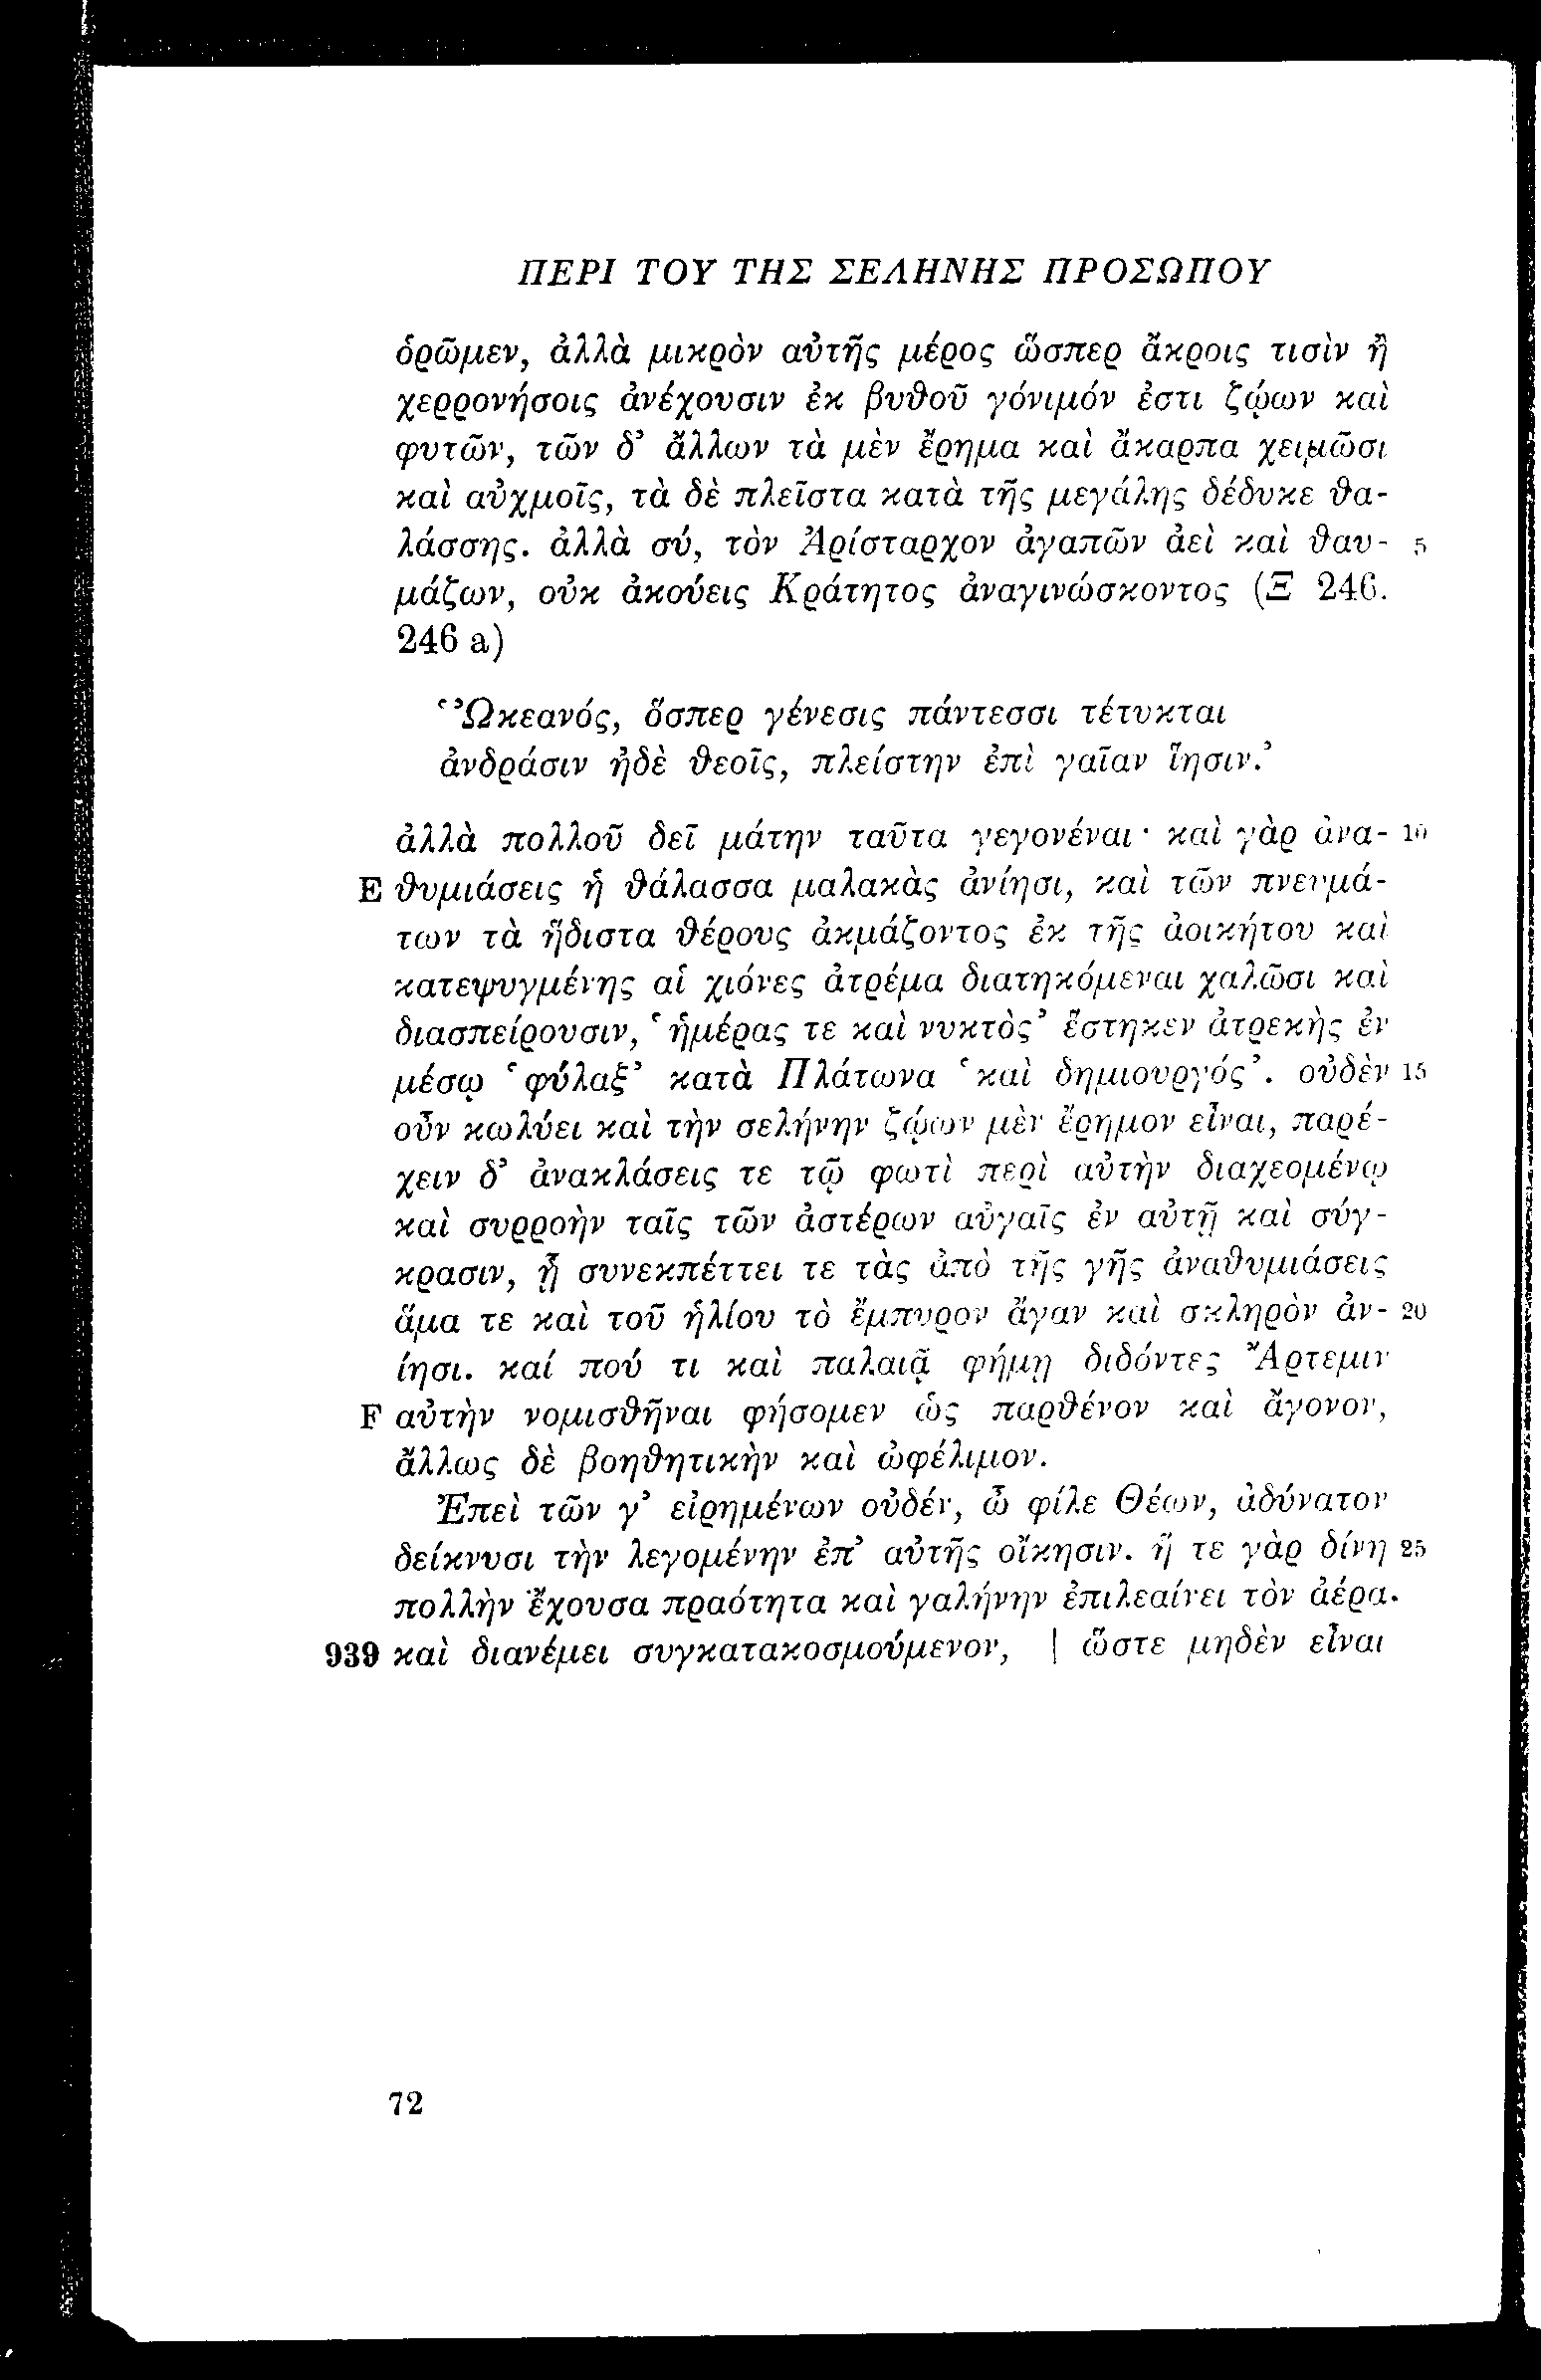 ΠΕΡΙ ΤΟΥ ΤΗΣ ΣΕΛΗΝΗΣ ΠΡΟΣΩΠΟΥ
ὁρῶμεν, ἀλλὰ μικρὸν αὐτῆς μέρος ὥσπερ ἄκροις τισὶν ἢ
χερρονήσοις ἀνέχουσιν ἐκ βυθοῦ γόνιμόν ἐστι ζῴων καὶ
φυτῶν, τῶν δ’ ἄλλων τὰ μὲν ἔρημα καὶ ἄκαρπα χειμῶσι
καὶ αὐχμοῖς, τὰ δὲ πλεῖστα κατὰ τῆς μεγάλης δέδυκε θα-
λάσσης. ἀλλὰ σύ, τὸν Ἀρίσταρχον ἀγαπῶν ἀεὶ καὶ θαυ- 5
μάζων, οὐκ ἀκούεις Κράτητος ἀναγινώσκοντος (Ξ 246.
246 a)
‘Ὠκεανός, ὅσπερ γένεσις πάντεσσι τέτυκται
ἀνδράσιν ἠδὲ θεοῖς, πλείστην ἐπὶ γαῖαν ἵησιν.’
ἀλλὰ πολλοῦ δεῖ μάτην ταῦτα γεγονέναι· καὶ γὰρ ἀνα- 10
E θυμιάσεις ἡ θάλασσα μαλακὰς ἀνίησι, καὶ τῶν πνευμά-
των τὰ ἥδιστα θέρους ἀκμάζοντος ἐκ τῆς ἀοικήτου καὶ
κατεψυγμένης αἱ χιόνες ἀτρέμα διατηκόμεναι χαλῶσι καὶ
διασπείρουσιν, ‘ἡμέρας τε καὶ νυκτὸς’ ἕστηκεν ἀτρεκὴς ἐν
μέσῳ ‘φύλαξ’ κατὰ Πλάτωνα ‘καὶ δημιουργός’. οὐδὲν 15
οὖν κωλύει καὶ τὴν σελήνην ζῴων μὲν ἔρημον εἶναι, παρέ-
χειν δ’ ἀνακλάσεις τε τῷ φωτὶ περὶ αὐτὴν διαχεομένῳ
καὶ συρροὴν ταῖς τῶν ἀστέρων αὐγαῖς ἐν αὐτῇ καὶ σύγ-
κρασιν, ᾗ συνεκπέττει τε τὰς ἀπὸ τῆς γῆς ἀναθυμιάσεις
ἅμα τε καὶ τοῦ ἡλίου τὸ ἔμπυρον ἄγαν καὶ σκληρὸν ἀν- 20
ίησι. καί πού τι καὶ παλαιᾷ φήμῃ διδόντες Ἄρτεμιν
F αὐτὴν νομισθῆναι φήσομεν ὡς παρθένον καὶ ἄγονον,
ἄλλως δὲ βοηθητικὴν καὶ ὠφέλιμον.
Ἐπεὶ τῶν γ’ εἰρημένων οὐδέν, ὦ φίλε Θέων, ἀδύνατον
δείκνυσι τὴν λεγομένην ἐπ’ αὐτῆς οἴκησιν. ἥ τε γὰρ δίνη 25
πολλὴν ἔχουσα πραότητα καὶ γαλήνην ἐπιλεαίνει τὸν ἀέρα.
939 καὶ διανέμει συγκατακοσμούμενον, | ὥστε μηδὲν εἶναι
72